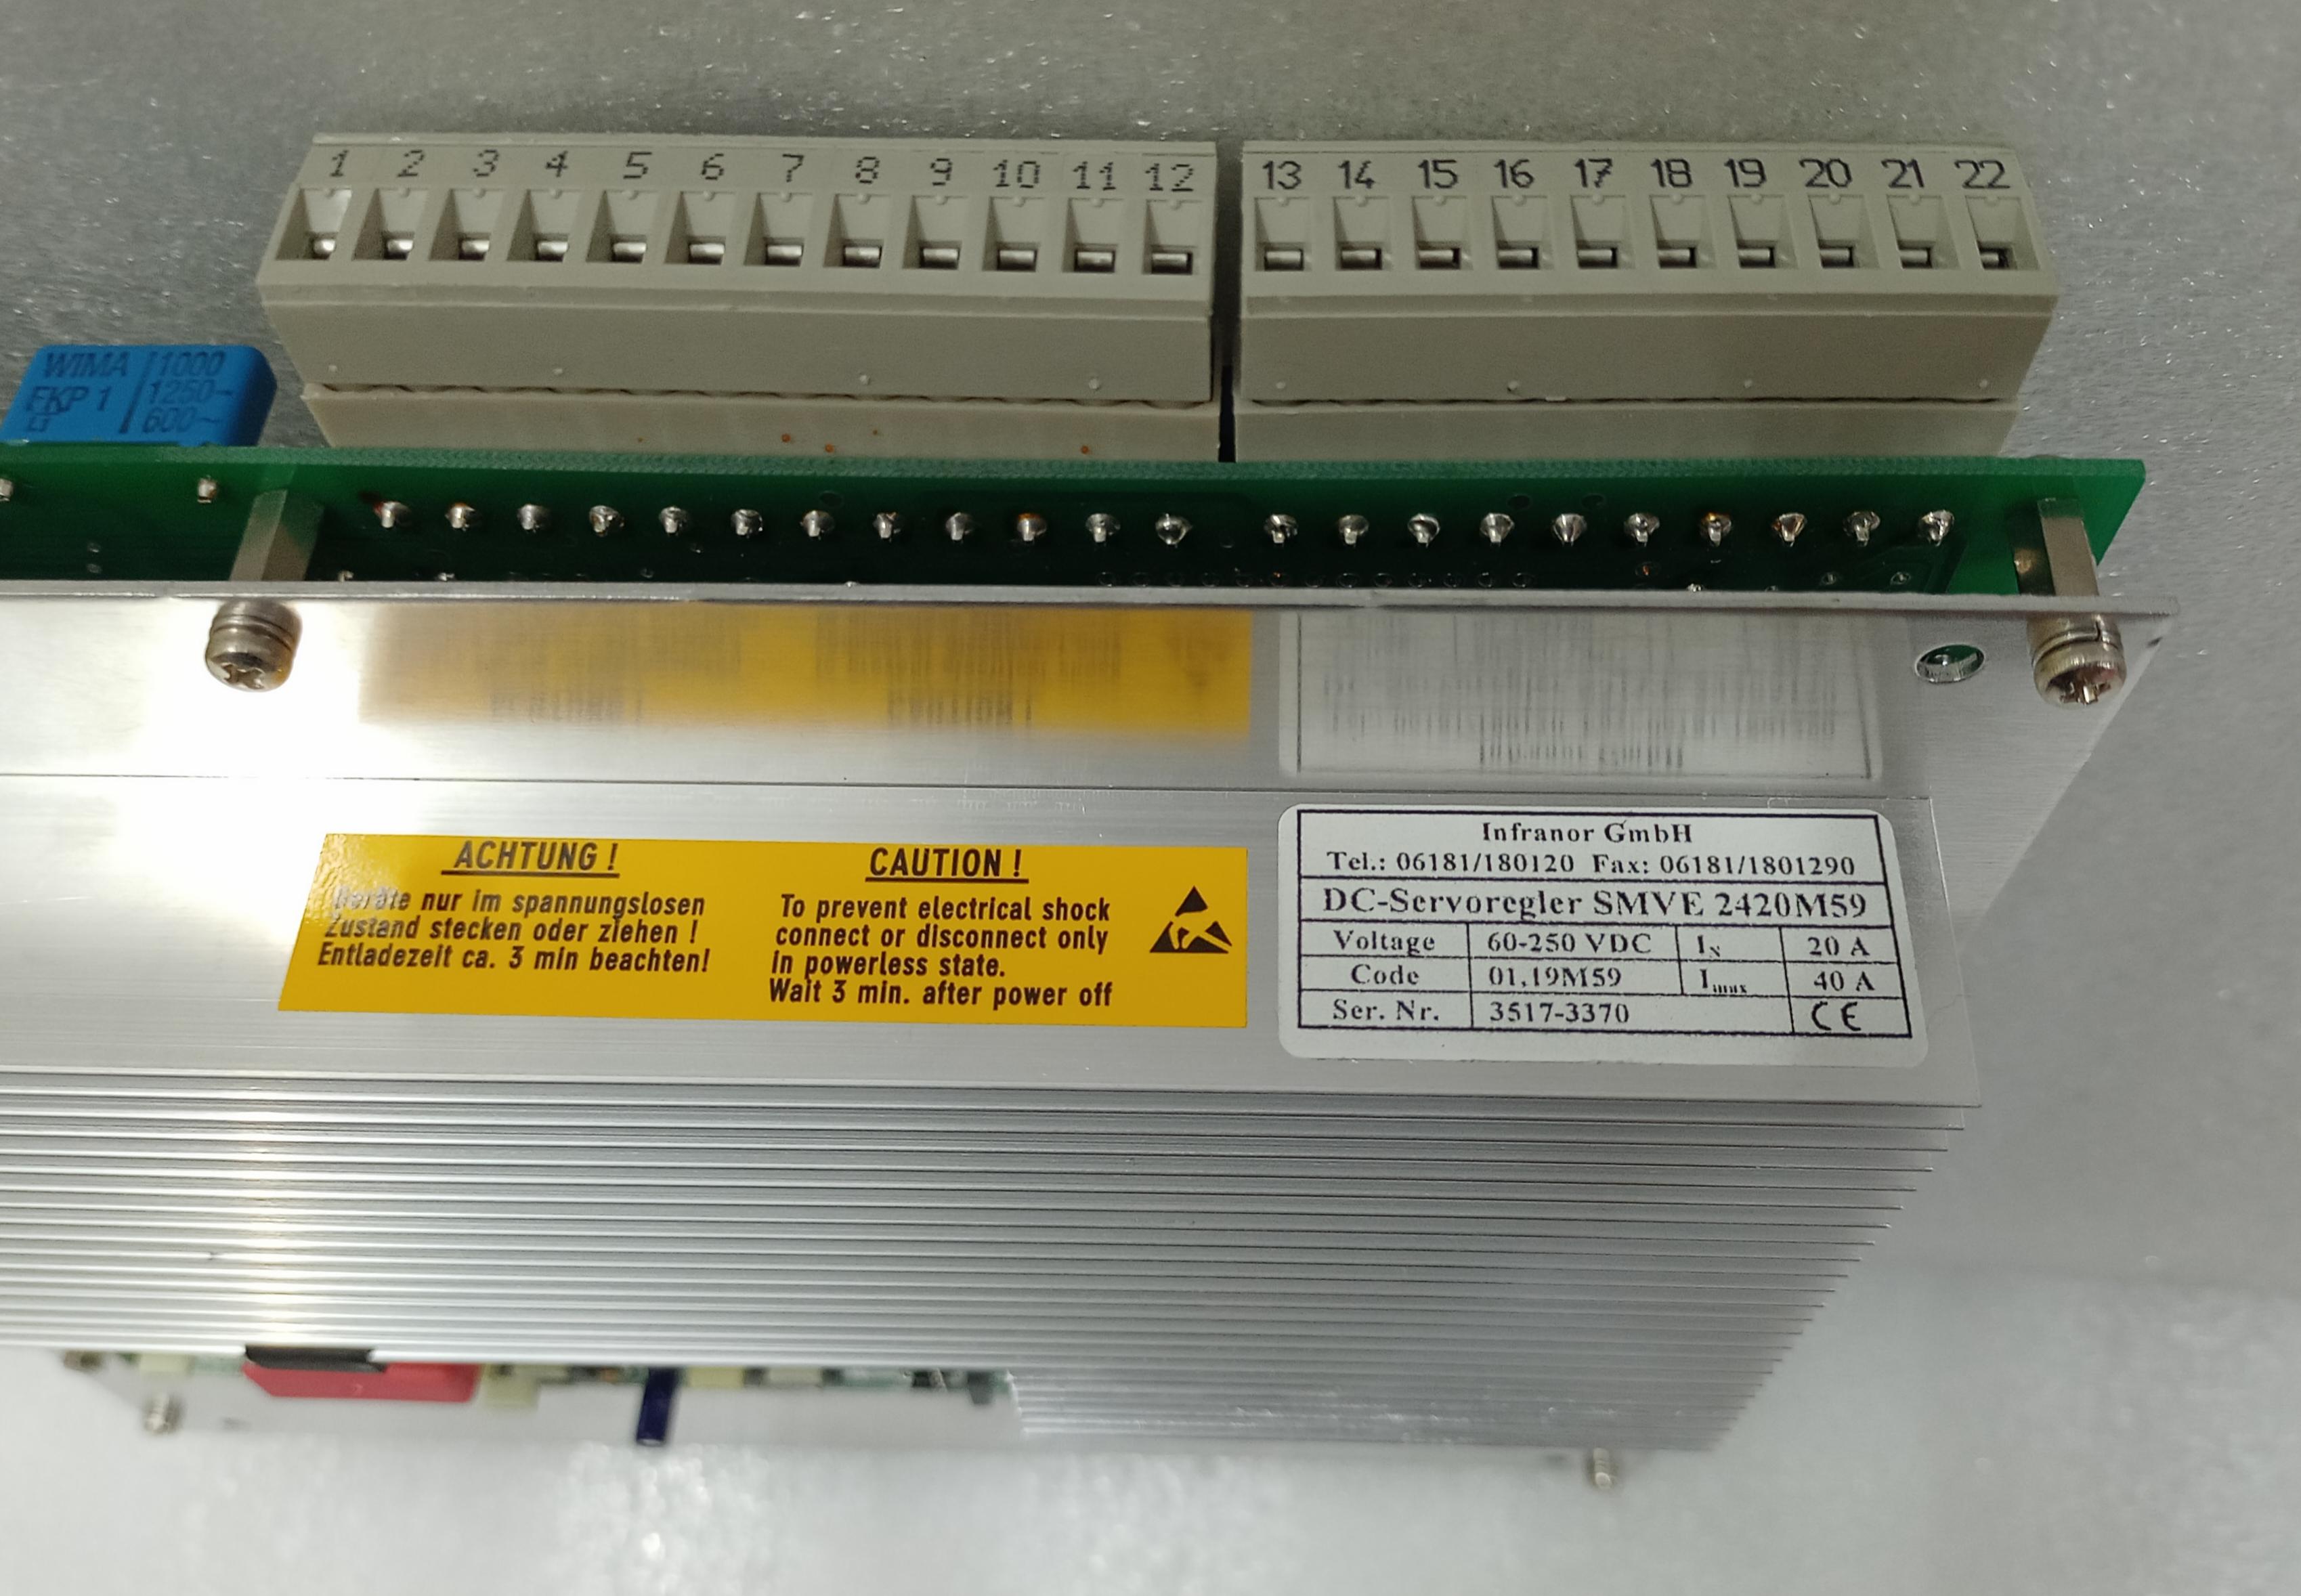 1 2 3 4 5 6 7 8 9 10 11 12
13 14 15 16 17 18 19 20 21 22
WIMA 1000
FKP 1 1250-
600~
ACHTUNG !
Geräte nur im spannungslosen
Zustand stecken oder ziehen !
Entladezeit ca. 3 min beachten!
CAUTION !
To prevent electrical shock
connect or disconnect only
in powerless state.
Wait 3 min. after power off
Infranor GmbH
Tel.: 06181/180120 Fax: 06181/1801290
DC-Servoregler SMVE 2420M59
Voltage 60-250 VDC IN 20 A
Code 01,19M59 Imax 40 A
Ser. Nr. 3517-3370 CE